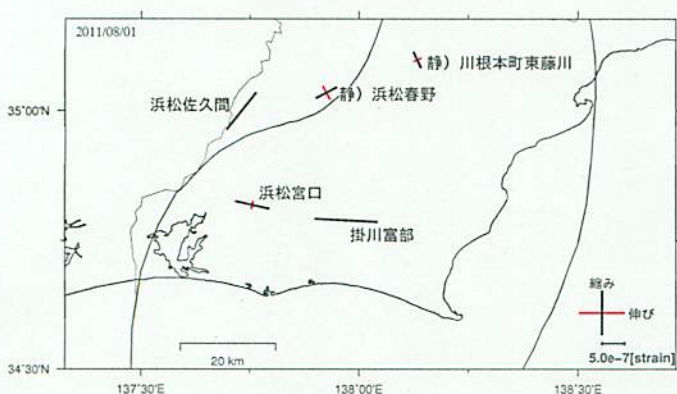 2011/08/01
静）川根本町東藤川
静）浜松春野
浜松佐久間
35°00'N
浜松宮口
掛川富部
縮み
伸び
5.0e-7[strain]
20 km
34°30'N
137°30'E
138°00'E
138°30'E